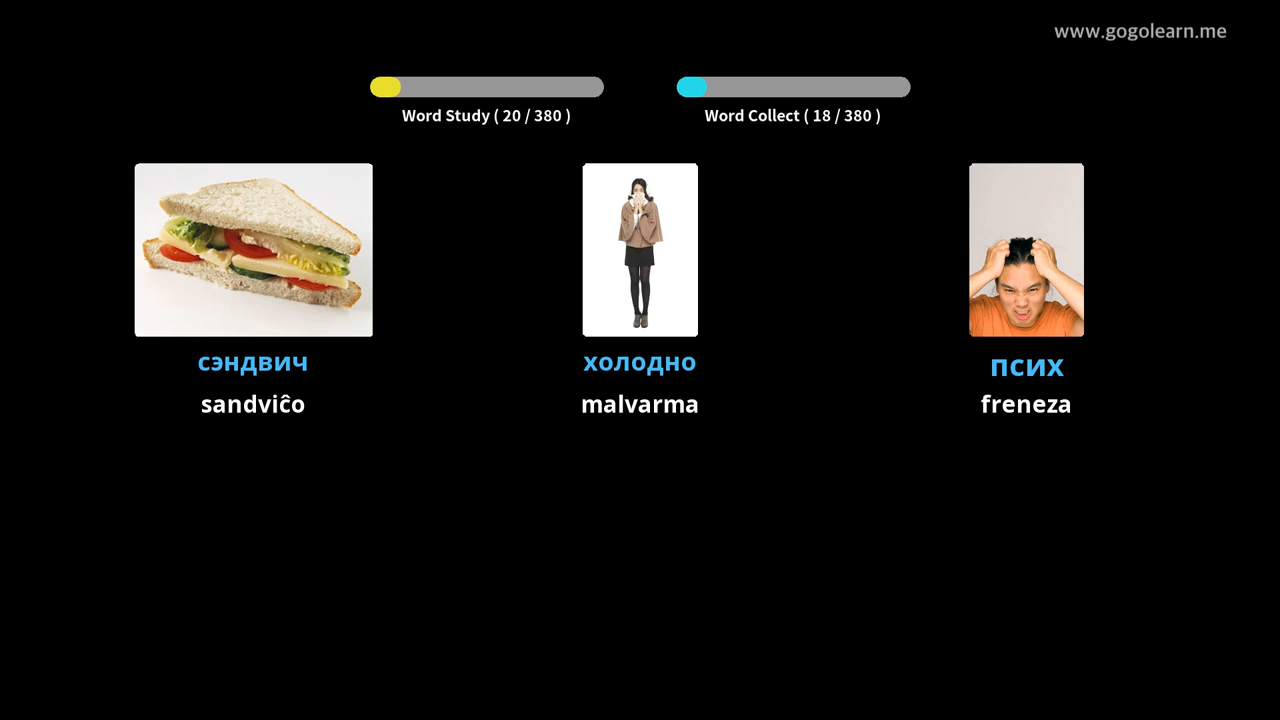 www.gogolearn.me
Word Study ( 20 / 380 )
Word Collect ( 18 / 380 )
сэндвич
холодно
псих
sandviĉo
malvarma
freneza